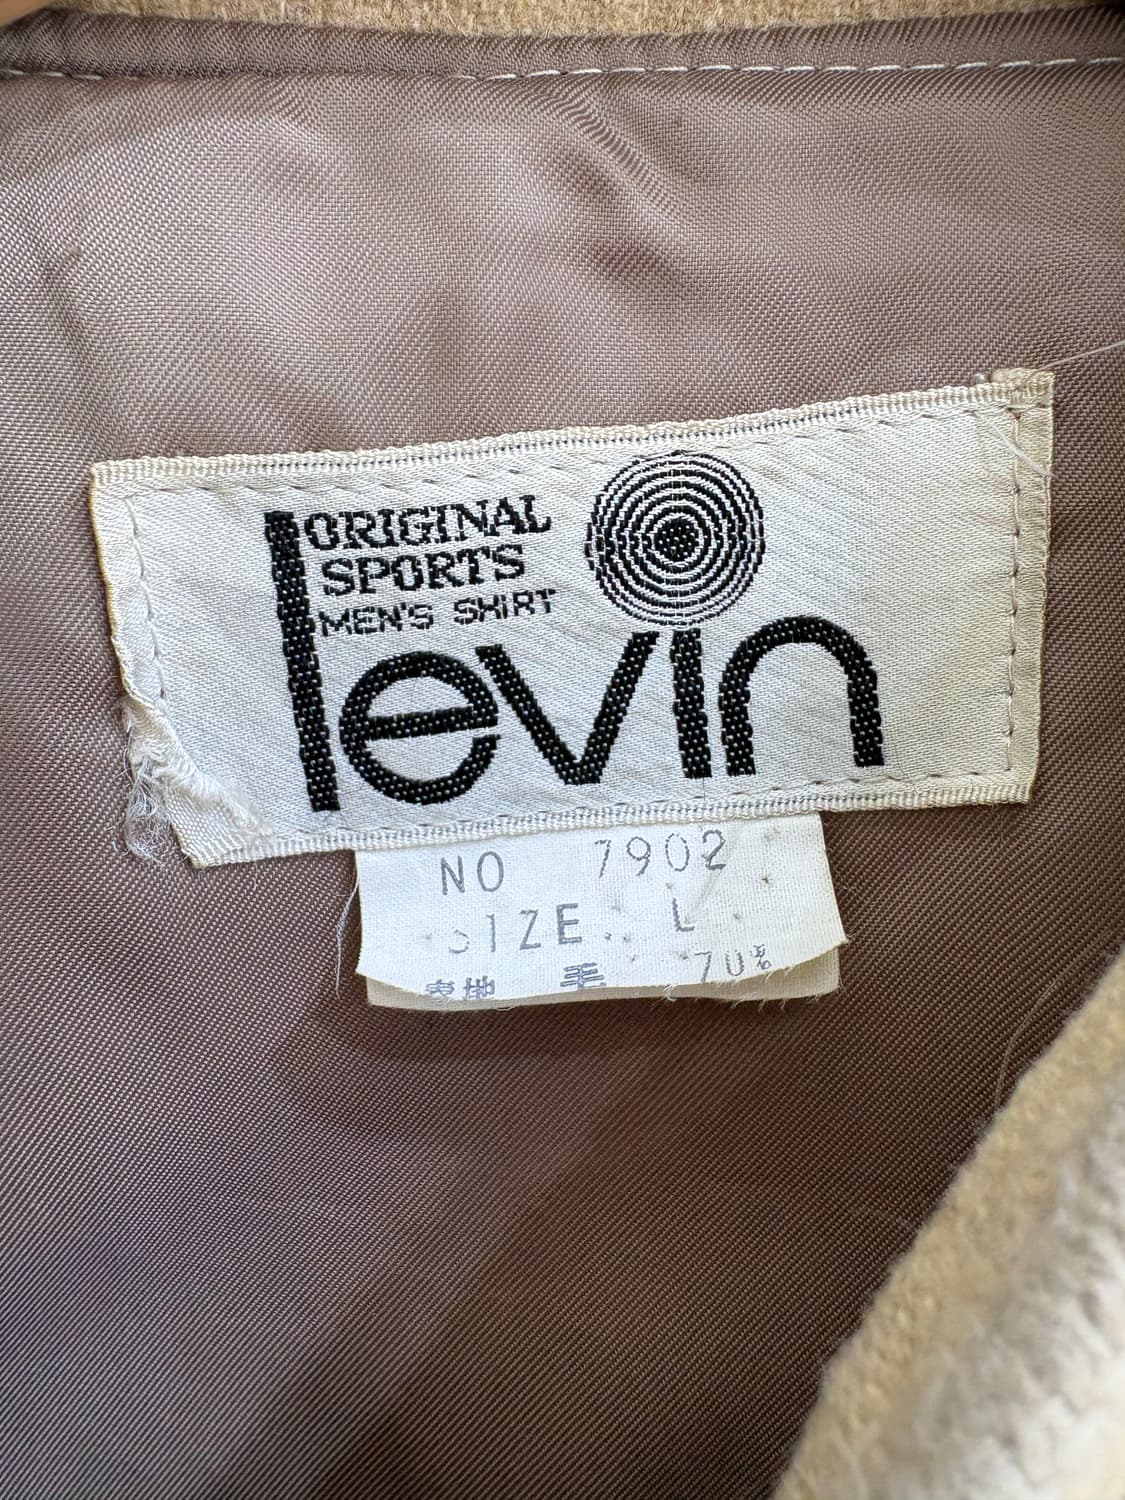 ORIGINAL
SPORTS
MEN'S SHIRT
levin
NO 7902
SIZE. L
表地 毛 70%